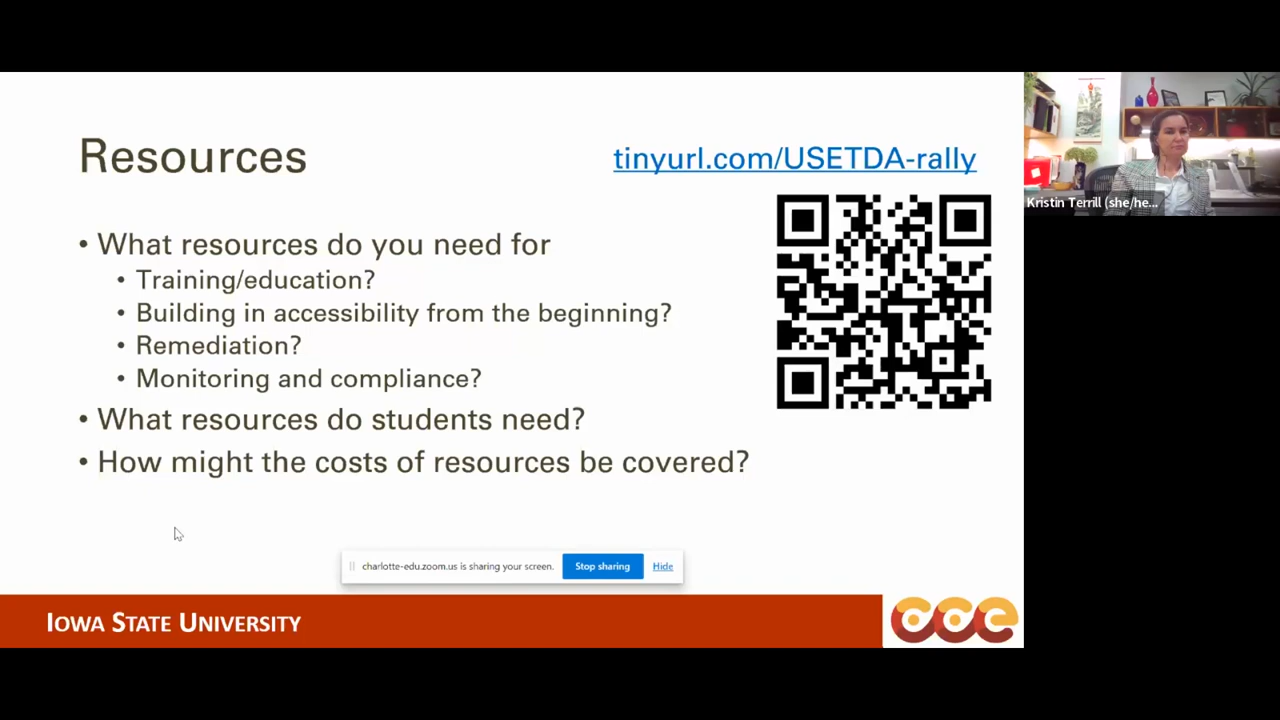 Resources
tinyurl.com/USETDA-rally
• What resources do you need for
• Training/education?
• Building in accessibility from the beginning?
• Remediation?
• Monitoring and compliance?
• What resources do students need?
• How might the costs of resources be covered?
charlotte-edu.zoom.us is sharing your screen.
Stop sharing
Hide
IOWA STATE UNIVERSITY
cce
Kristin Terrill (she/he...